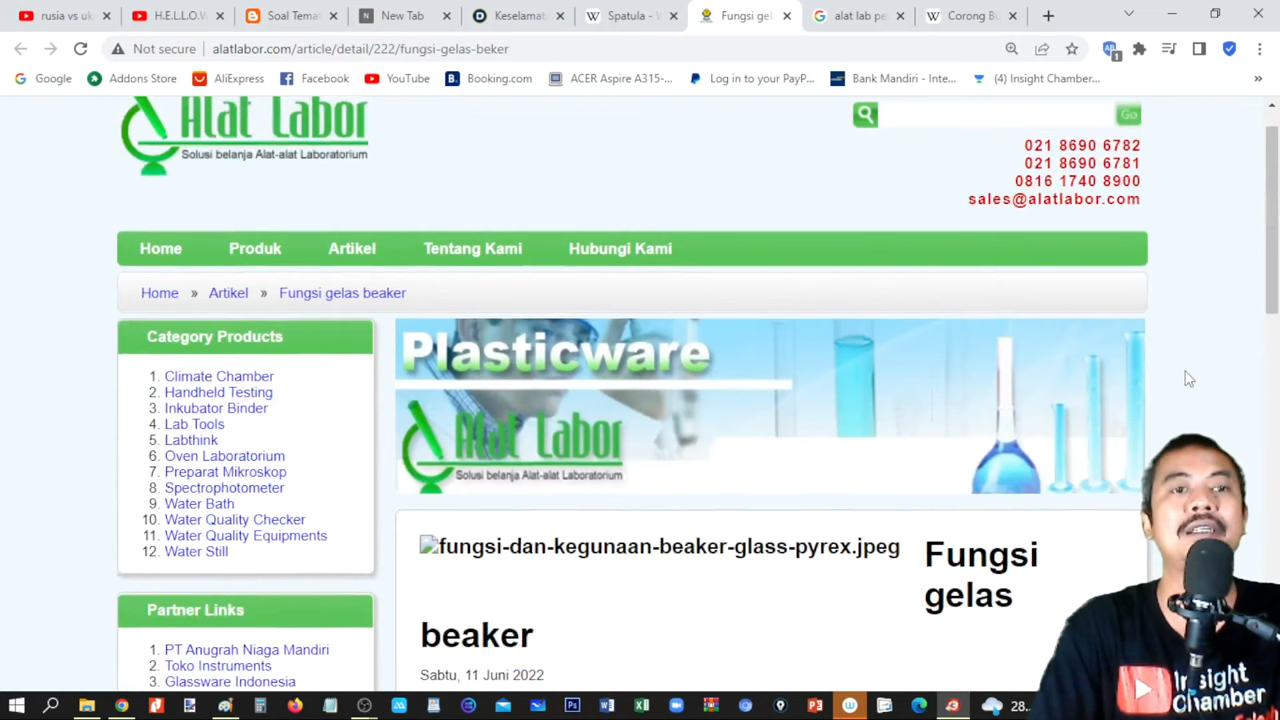 rusia vs uk
H.E.L.L.O.
Soal Tema
New Tab
Keselamat
Spatula - W
Fungsi gel
alat lab pe
Corong Bu
Not secure
alatlabor.com/article/detail/222/fungsi-gelas-beker
1
Google
Addons Store
AliExpress
Facebook
YouTube
Booking.com
ACER Aspire A315-...
Log in to your PayP...
Bank Mandiri - Inte...
(4) Insight Chamber...
Alat Labor
Solusi belanja Alat-alat Laboratorium
Go
021 8690 6782
021 8690 6781
0816 1740 8900
sales@alatlabor.com
Home Produk Artikel Tentang Kami Hubungi Kami
Home » Artikel » Fungsi gelas beaker
Category Products
1. Climate Chamber
2. Handheld Testing
3. Inkubator Binder
4. Lab Tools
5. Labthink
6. Oven Laboratorium
7. Preparat Mikroskop
8. Spectrophotometer
9. Water Bath
10. Water Quality Checker
11. Water Quality Equipments
12. Water Still
Partner Links
1. PT Anugrah Niaga Mandiri
2. Toko Instruments
3. Glassware Indonesia
Plasticware
Alat Labor
Solusi belanja Alat-alat Laboratorium
fungsi-dan-kegunaan-beaker-glass-pyrex.jpeg
Fungsi
gelas
beaker
Sabtu, 11 Juni 2022
Insight
Chamber
28...